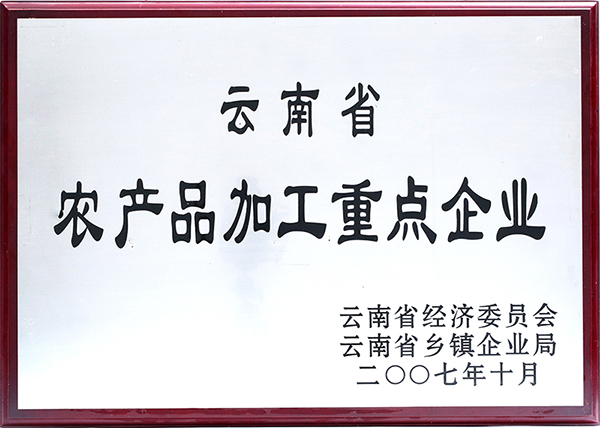 云南省
农产品加工重点企业
云南省经济委员会
云南省乡镇企业局
二〇〇七年十月